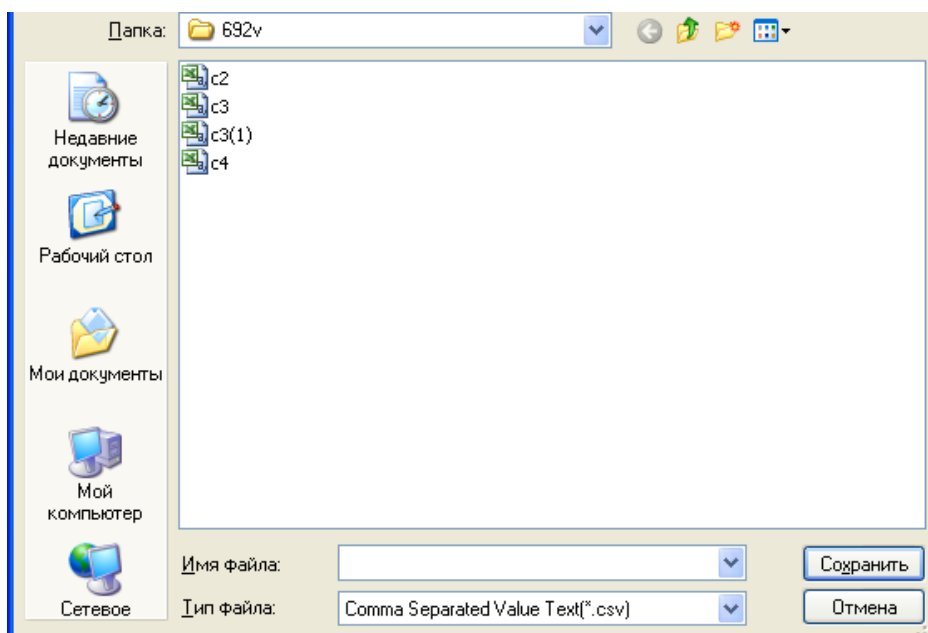 Папка: 692v
c2
c3
c3(1)
c4
Недавние
документы
Рабочий стол
Мои документы
Мой
компьютер
Сетевое
Имя файла:
Сохранить
Тип файла: Comma Separated Value Text(*.csv)
Отмена